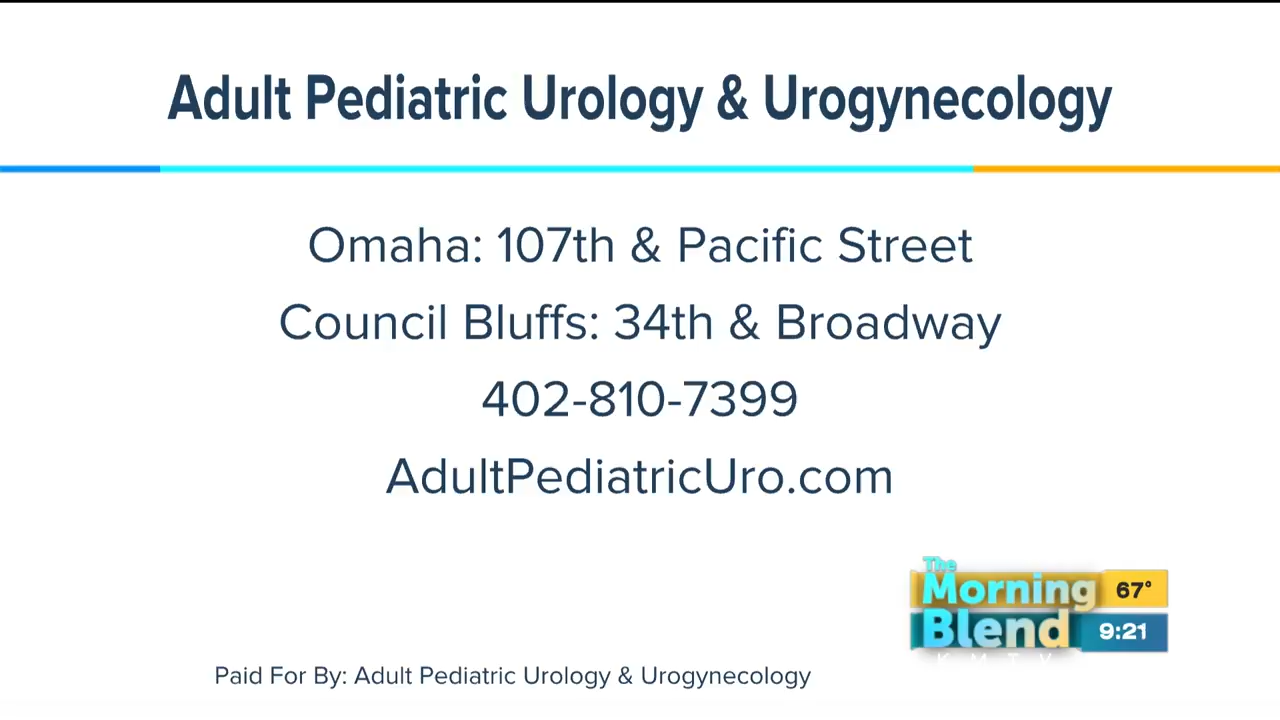 Adult Pediatric Urology & Urogynecology
Omaha: 107th & Pacific Street
Council Bluffs: 34th & Broadway
402-810-7399
AdultPediatricUro.com
The
Morning
67°
Blend
9:21
Paid For By: Adult Pediatric Urology & Urogynecology